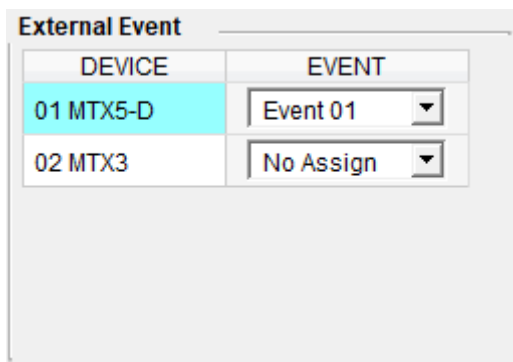 External Event
DEVICE EVENT
01 MTX5-D Event 01
02 MTX3 No Assign